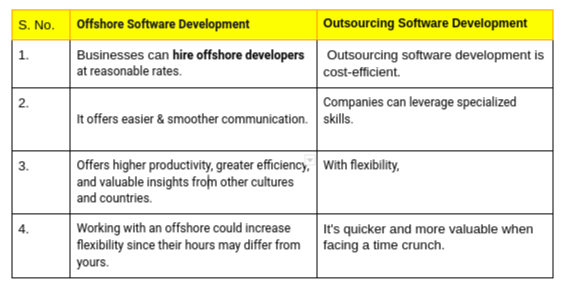 S. No. Offshore Software Development Outsourcing Software Development
1. Businesses can hire offshore developers Outsourcing software development is
at reasonable rates. cost-efficient.
2. Companies can leverage specialized
It offers easier & smoother communication. skills.
3. Offers higher productivity, greater efficiency, With flexibility,
and valuable insights from other cultures
and countries.
4. Working with an offshore could increase It's quicker and more valuable when
flexibility since their hours may differ from facing a time crunch.
yours.